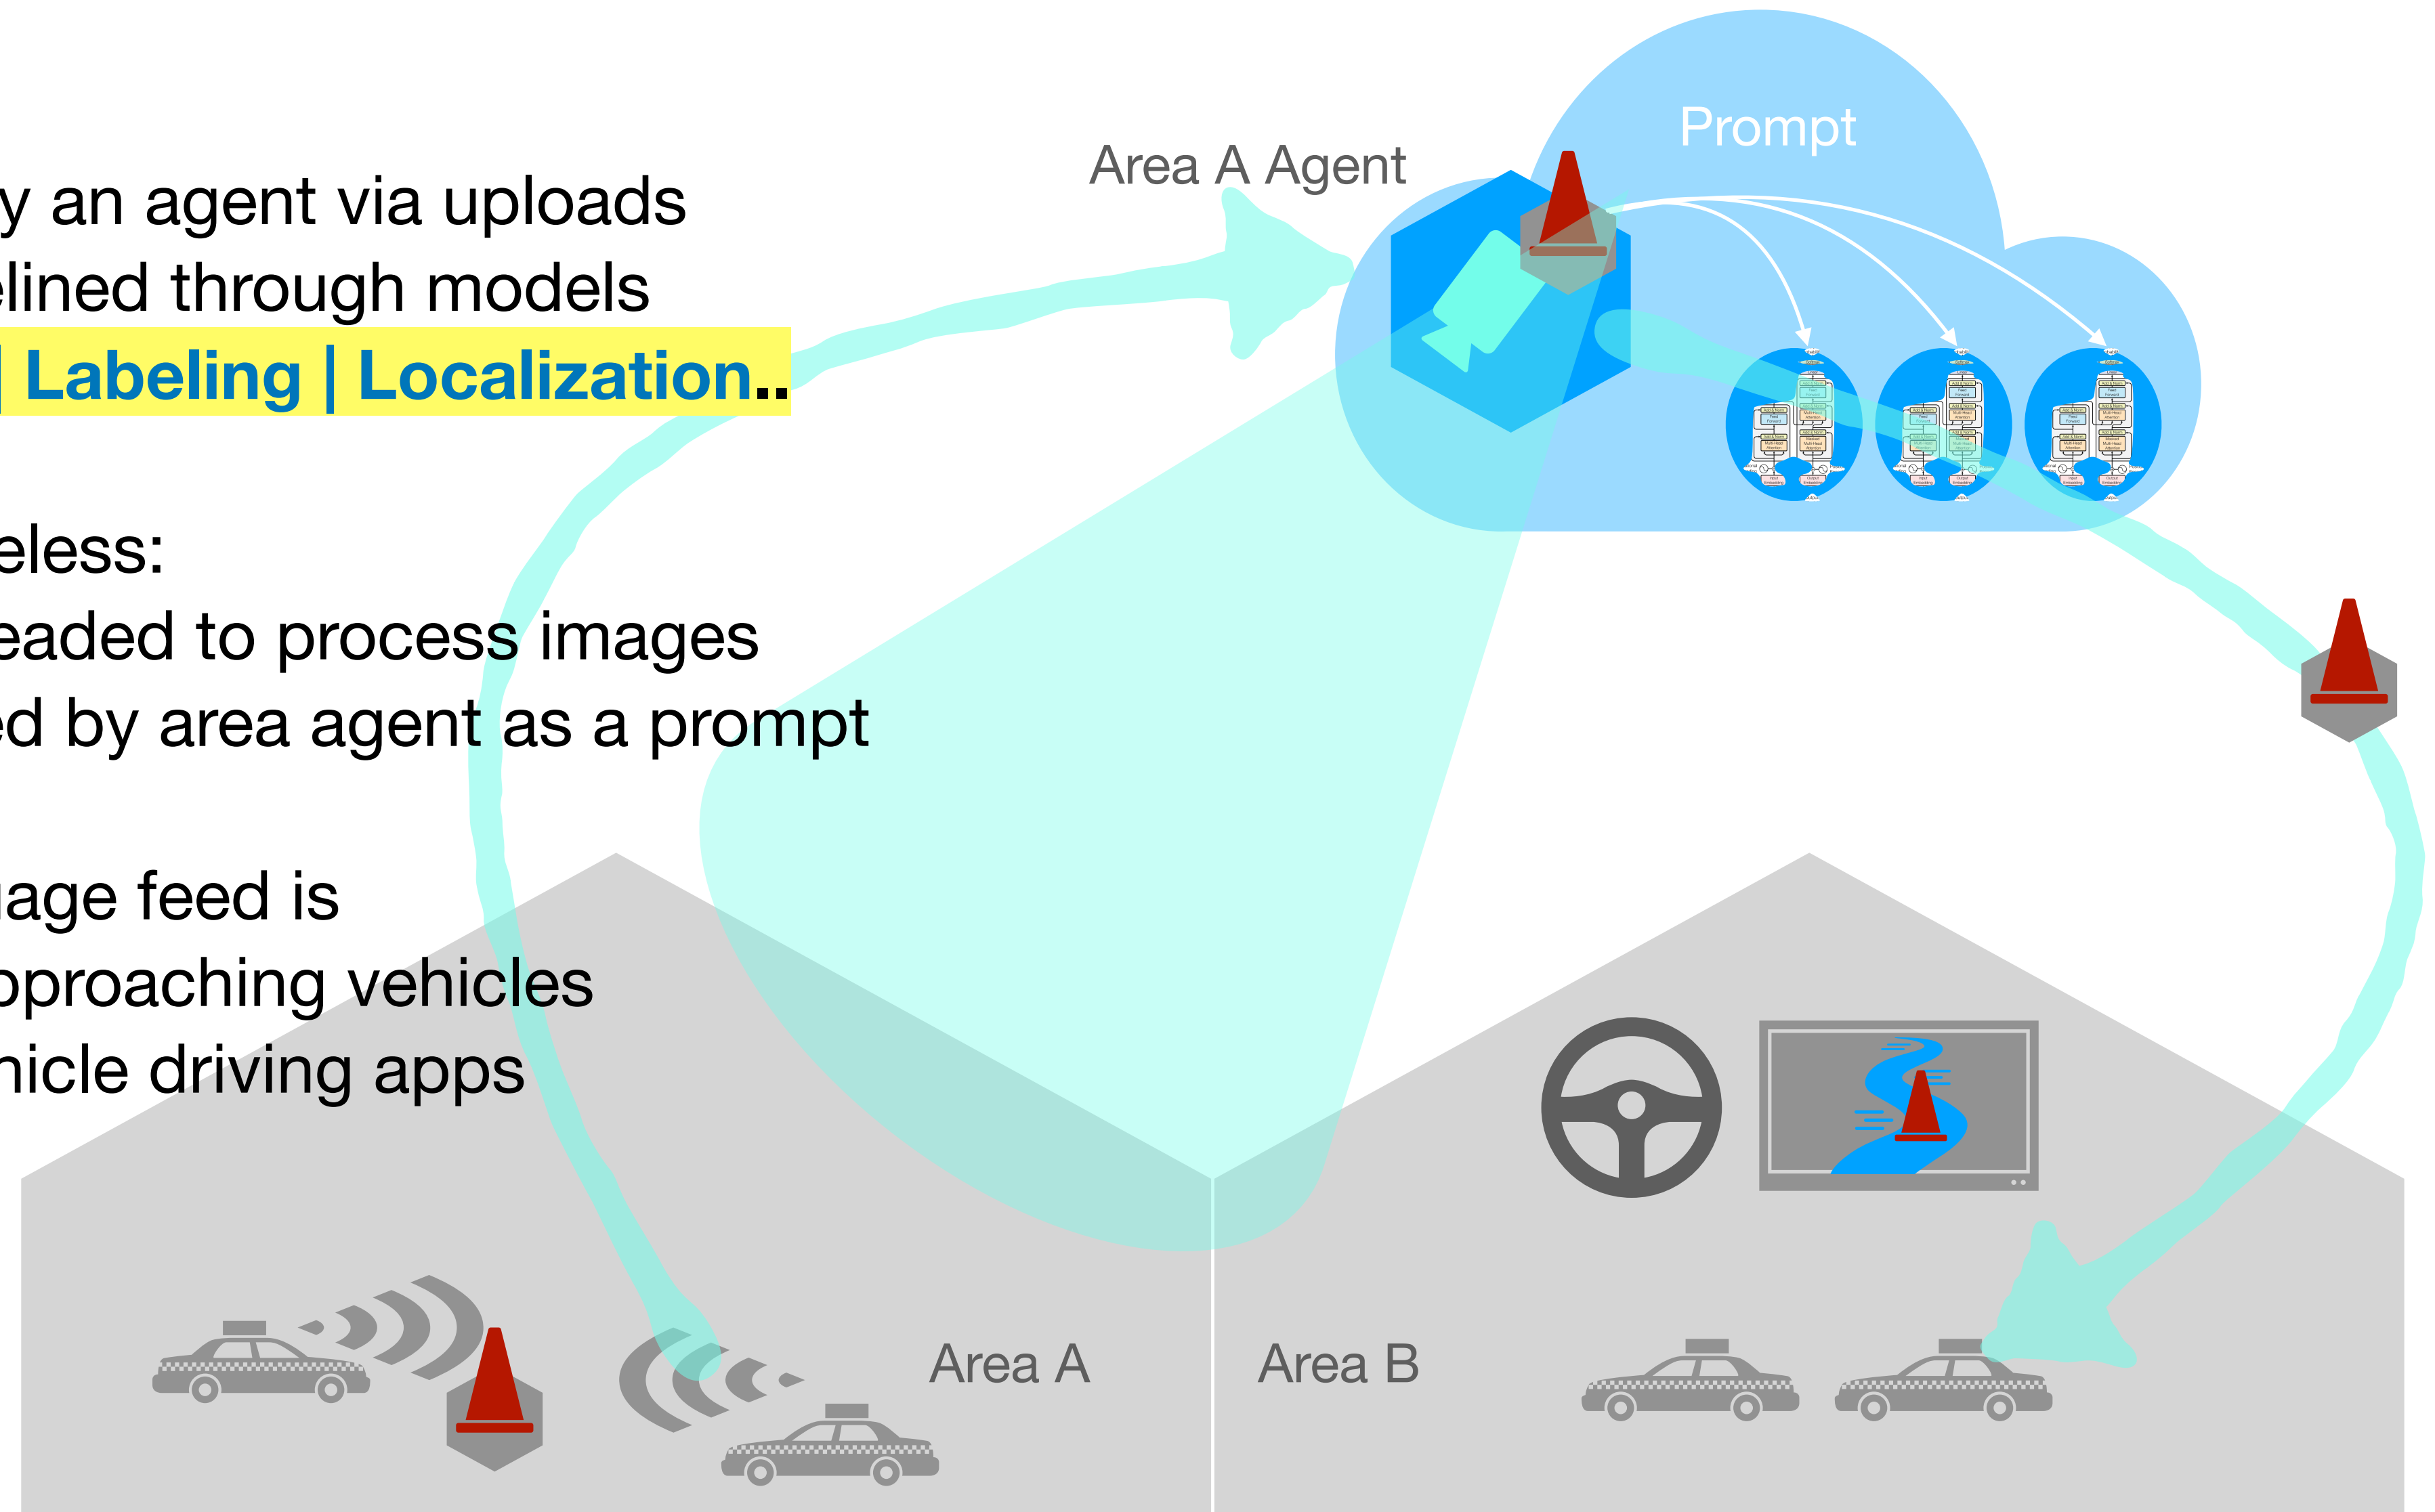 y an agent via uploads
elined through models
| Labeling | Localization..
eless:
eaded to process images
ed by area agent as a prompt
age feed is
pproaching vehicles
hicle driving apps
Area A Agent
Prompt
Area A
Area B